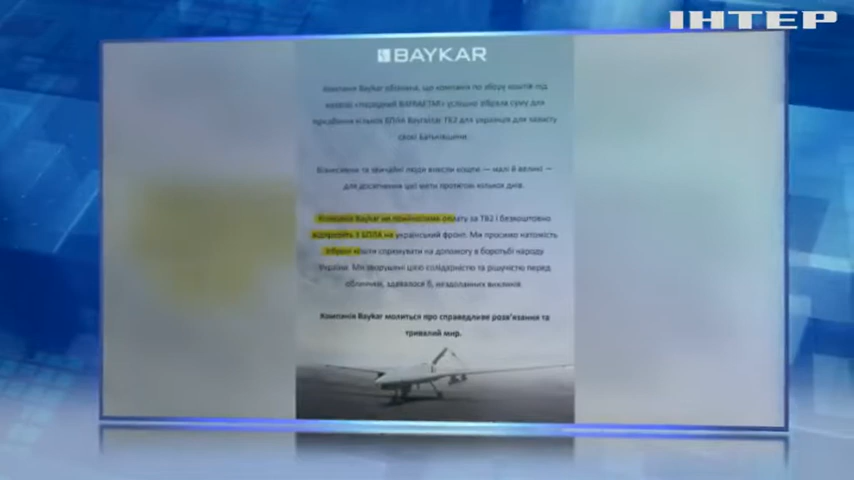 ІНТЕР
BAYKAR
Компанія Baykar дізналась, що компанія по збору коштів під
назвою «Народний БАЙРАКТАР» успішно зібрала суму для
придбання кількох БПЛА Bayraktar TB2 для українців для захисту
своєї Батьківщини.
Бізнесмени та звичайні люди внесли кошти — малі й великі —
для досягнення цієї мети протягом кількох днів.
Компанія Baykar не прийматиме оплату за TB2 і безкоштовно
відправить 3 БПЛА на український фронт. Ми просимо натомість
зібрані кошти спрямувати на допомогу в боротьбі народу
України. Ми зворушені цією солідарністю та рішучістю перед
обличчям, здавалося б, нездоланних викликів.
Компанія Baykar молиться про справедливе розв'язання та
тривалий мир.